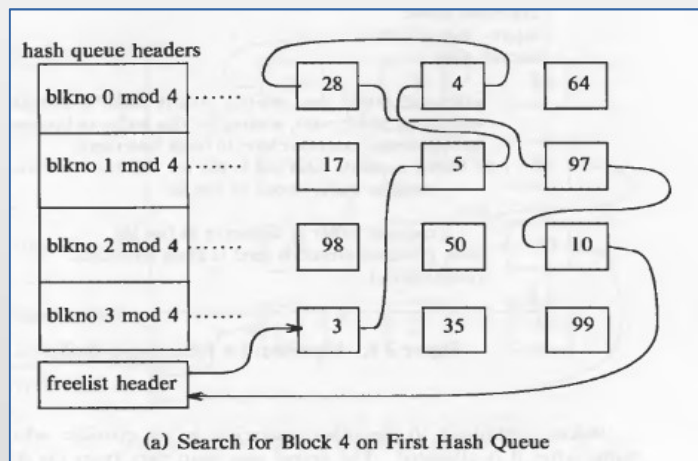 hash queue headers
blkno 0 mod 4 ...... 28 4 64
blkno 1 mod 4 ...... 17 5 97
blkno 2 mod 4 ...... 98 50 10
blkno 3 mod 4 ...... 3 35 99
freelist header
(a) Search for Block 4 on First Hash Queue